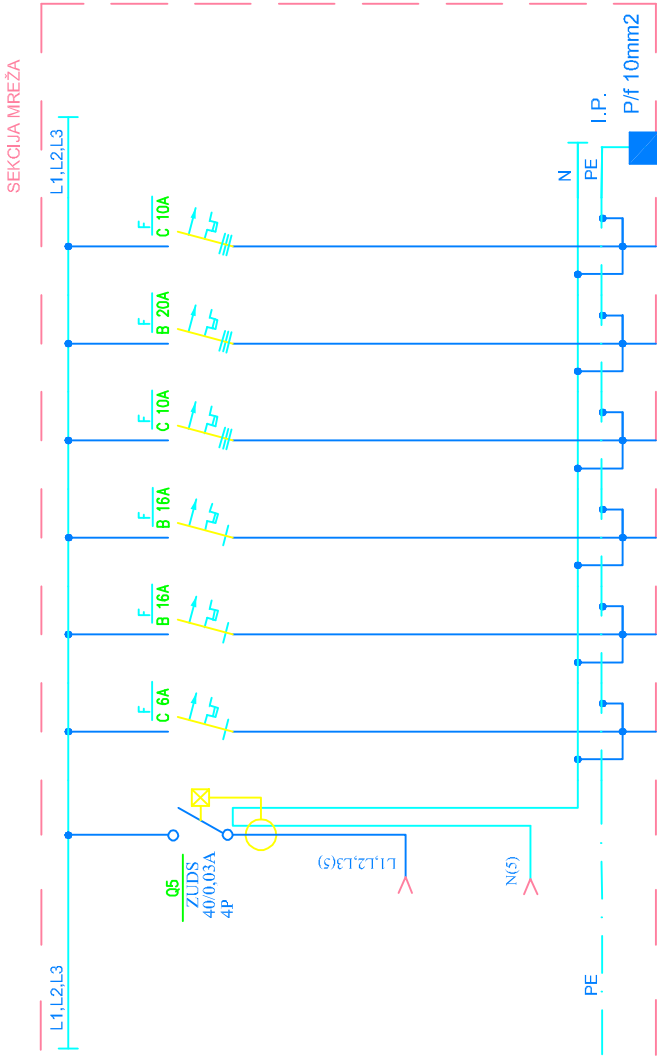 SEKCIJA MREŽA
L1,L2,L3
F
C 10A
F
B 20A
F
C 10A
F
B 16A
F
B 16A
F
C 6A
N
PE
I.P.
P/f 10mm2
Q5
ZUDS
40/0,03A
4P
L1,L2,L3(5)
N(5)
L1,L2,L3
PE